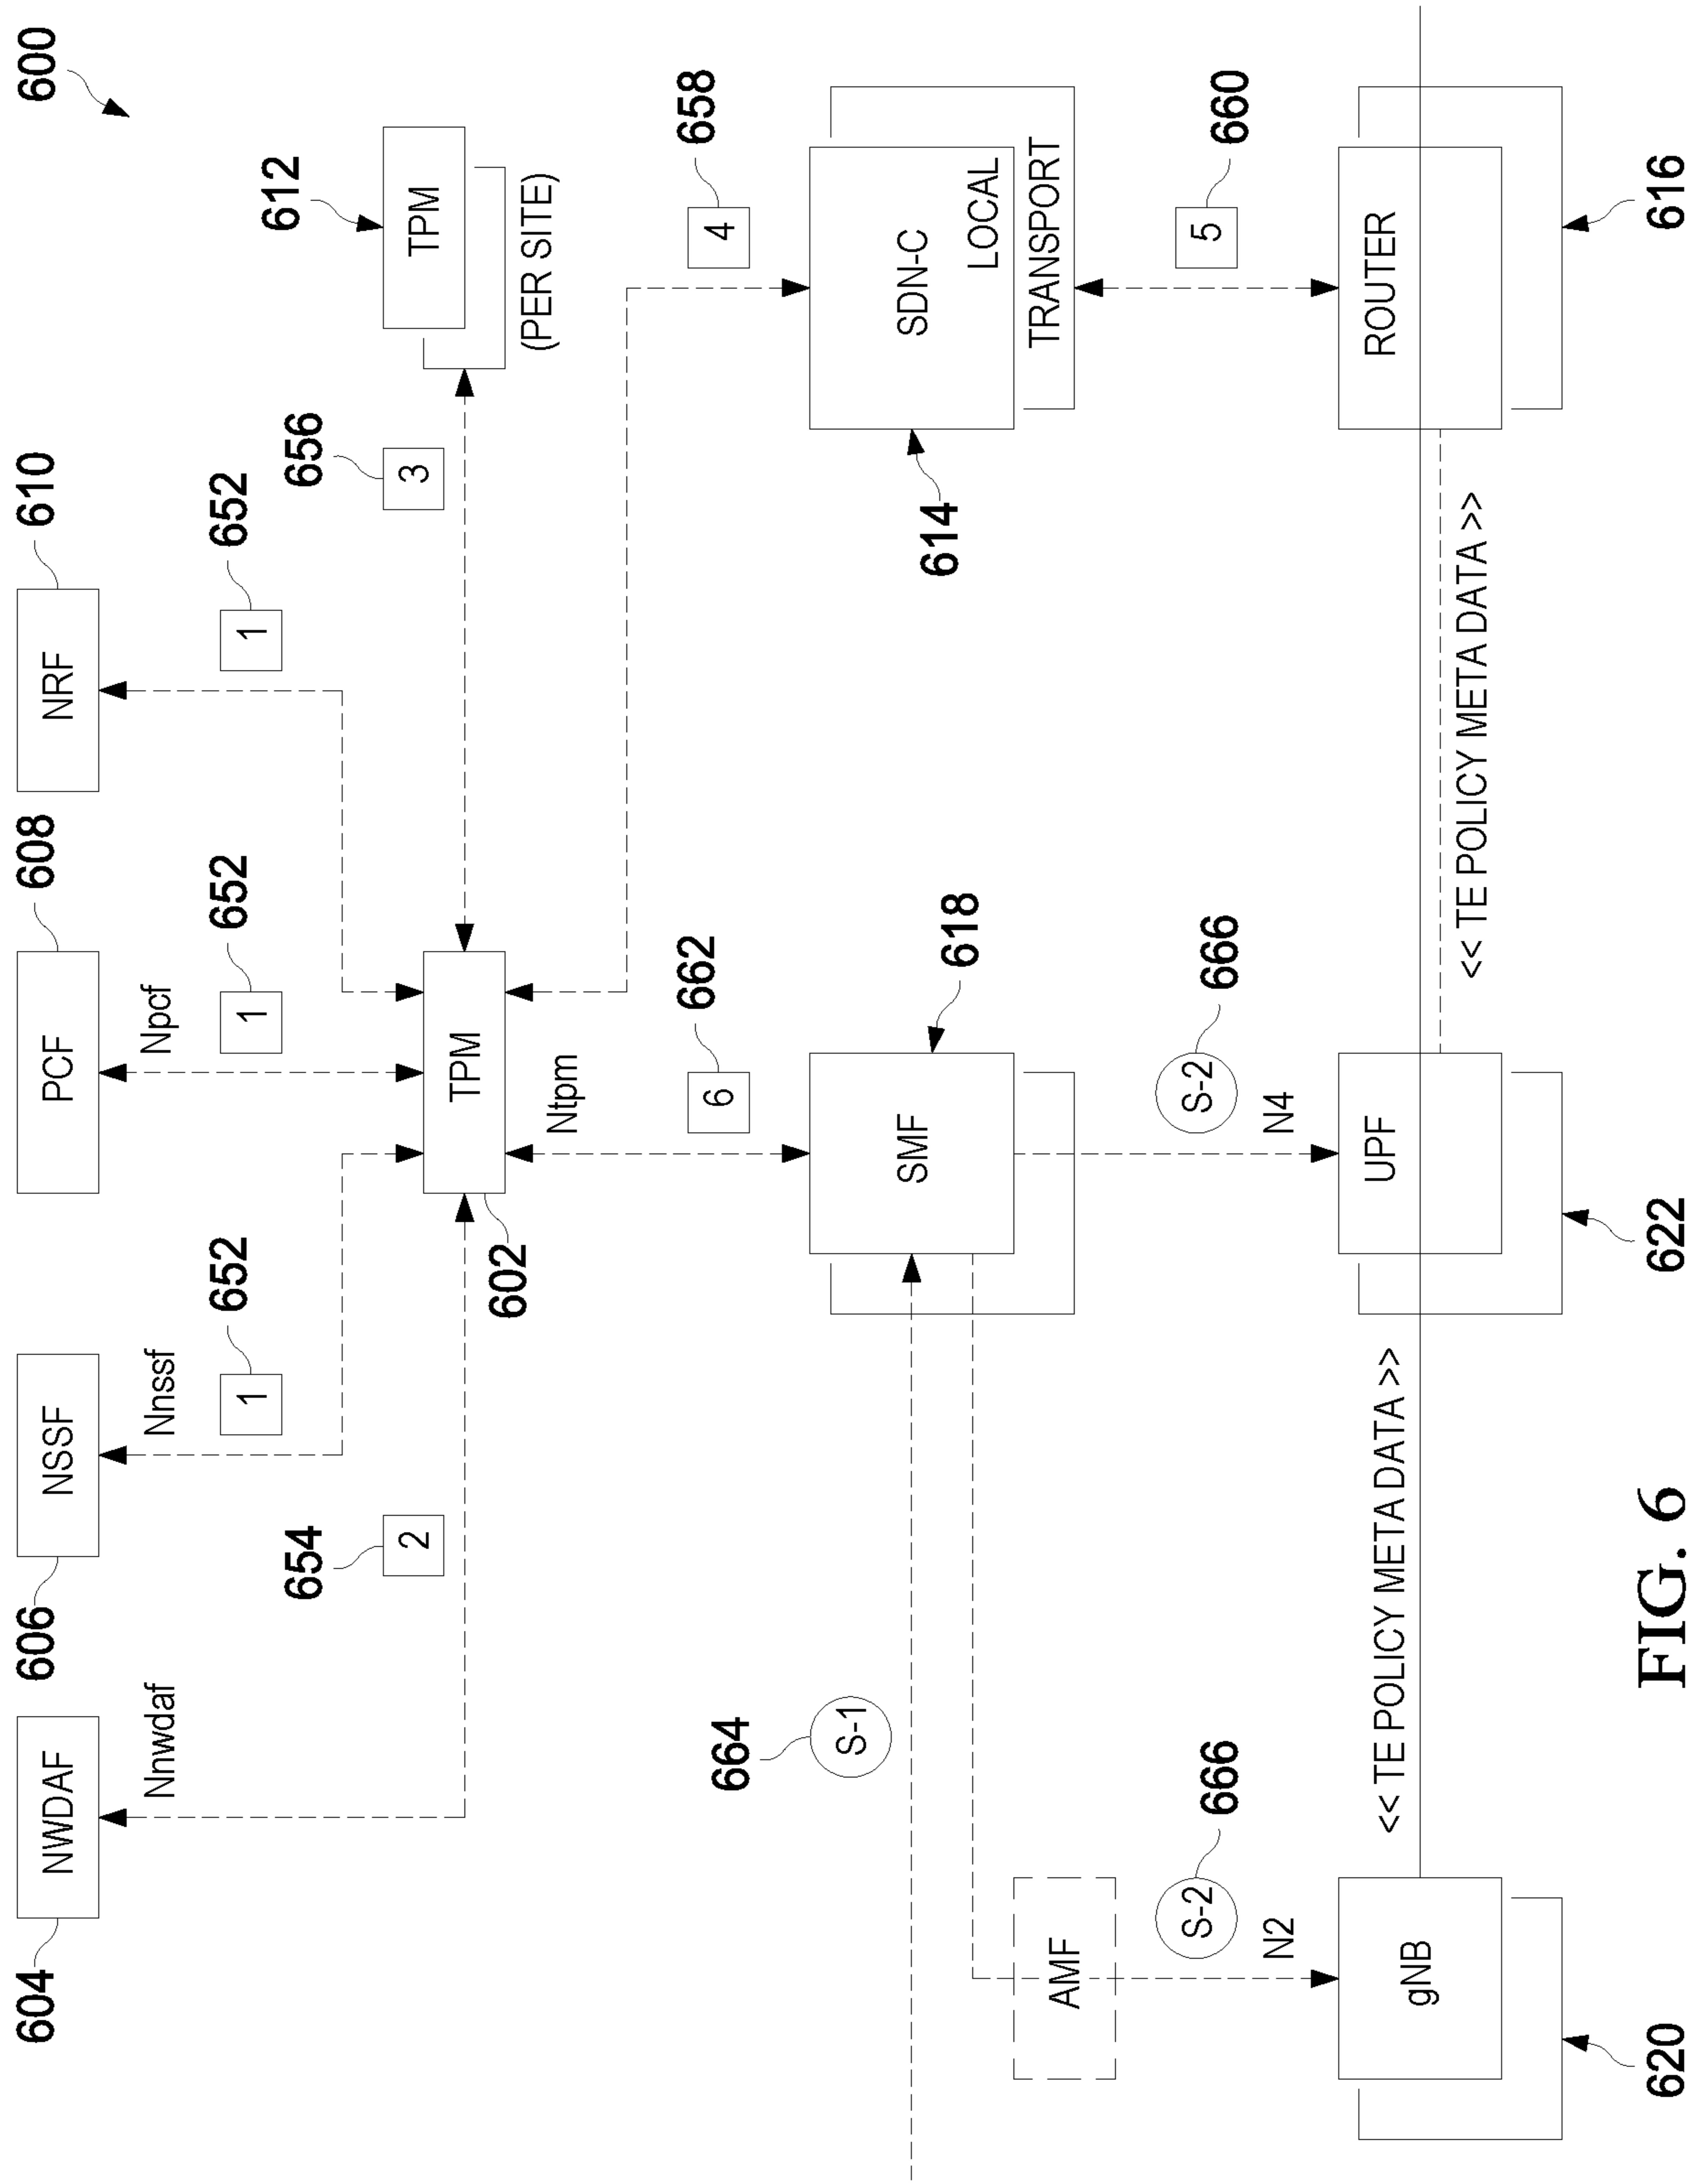 600
604
606
608
610
NWDAF
NSSF
PCF
NRF
Nnwdaf
Nnssf
Npcf
652
652
652
1
1
1
612
654
656
2
3
TPM
TPM
(PER SITE)
602
Ntpm
662
658
6
4
664
S-1
SMF
618
614
SDN-C
LOCAL
TRANSPORT
AMF
666
666
660
S-2
S-2
5
N2
N4
gNB
UPF
ROUTER
<< TE POLICY META DATA >>
<< TE POLICY META DATA >>
620
622
616
FIG. 6